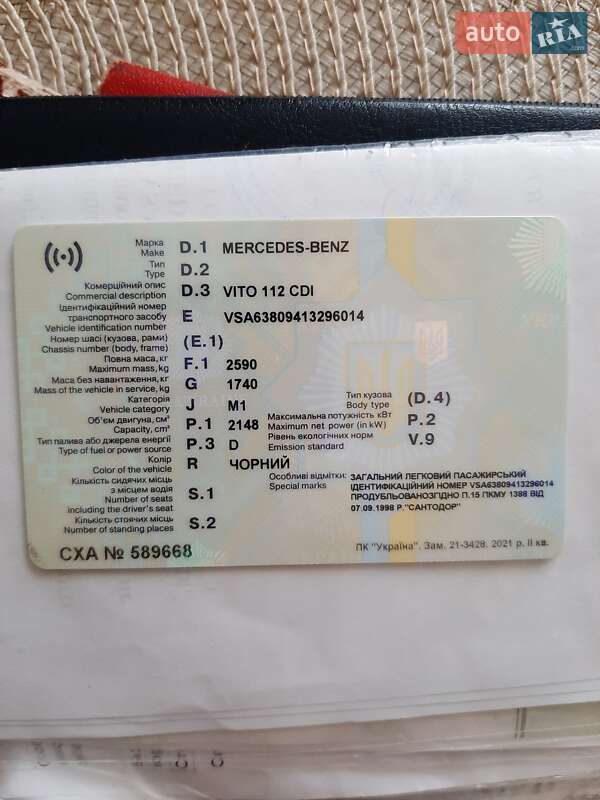 auto RIA.com
Марка D.1 MERCEDES-BENZ
Make
Тип D.2
Type
Комерційний опис D.3 VITO 112 CDI
Commercial description
Ідентифікаційний номер
транспортного засобу E VSA63809413296014
Vehicle identification number
Номер шасі (кузова, рами) (E.1)
Chassis number (body, frame)
Повна маса, кг F.1 2590
Maximum mass, kg
Маса без навантаження, кг G 1740
Mass of the vehicle in service, kg
Категорія J M1
Vehicle category
Об'єм двигуна, см³ P.1 2148
Capacity, cm³
Тип палива або джерела енергії P.3 D
Type of fuel or power source
Колір R ЧОРНИЙ
Color of the vehicle
Кількість сидячих місць
з місцем водія S.1
Number of seats
including the driver's seat
Кількість стоячих місць S.2
Number of standing places
Тип кузова (D.4)
Body type
Максимальна потужність кВт P.2
Maximum net power (in kW)
Рівень екологічних норм V.9
Emission standard
Особливі відмітки:
Special marks
ЗАГАЛЬНИЙ ЛЕГКОВИЙ ПАСАЖИРСЬКИЙ
ІДЕНТИФІКАЦІЙНИЙ НОМЕР VSA63809413296014
ПРОДУБЛЬОВАНОЗГІДНО П.15 ПКМУ 1388 ВІД
07.09.1998 Р."САНТОДОР"
СХА № 589668
ПК "Україна". Зам. 21-3428. 2021 р. II кв.